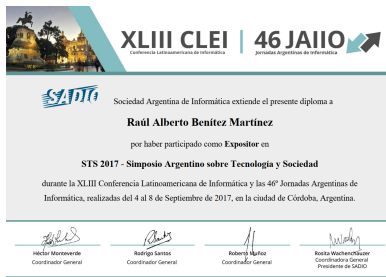 XLIII CLEI | 46 JAIIO
Conferencia Latinoamericana de Informática Jornadas Argentinas de Informática
SADIO
Sociedad Argentina de Informática extiende el presente diploma a
Raúl Alberto Benítez Martínez
por haber participado como Expositor en
STS 2017 - Simposio Argentino sobre Tecnología y Sociedad
durante la XLIII Conferencia Latinoamericana de Informática y las 46º Jornadas Argentinas de
Informática, realizadas del 4 al 8 de Septiembre de 2017, en la ciudad de Córdoba, Argentina.
Héctor Monteverde Rodrigo Santos Roberto Muñoz Rosita Wachenchauzer
Coordinador General Coordinador General Coordinador General Coordinadora General
Presidente de SADIO